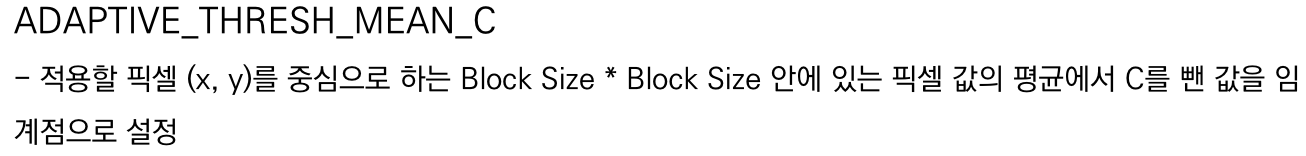 ADAPTIVE_THRESH_MEAN_C
- 적용할 픽셀 (x, y)를 중심으로 하는 Block Size * Block Size 안에 있는 픽셀 값의 평균에서 C를 뺀 값을 임
계점으로 설정